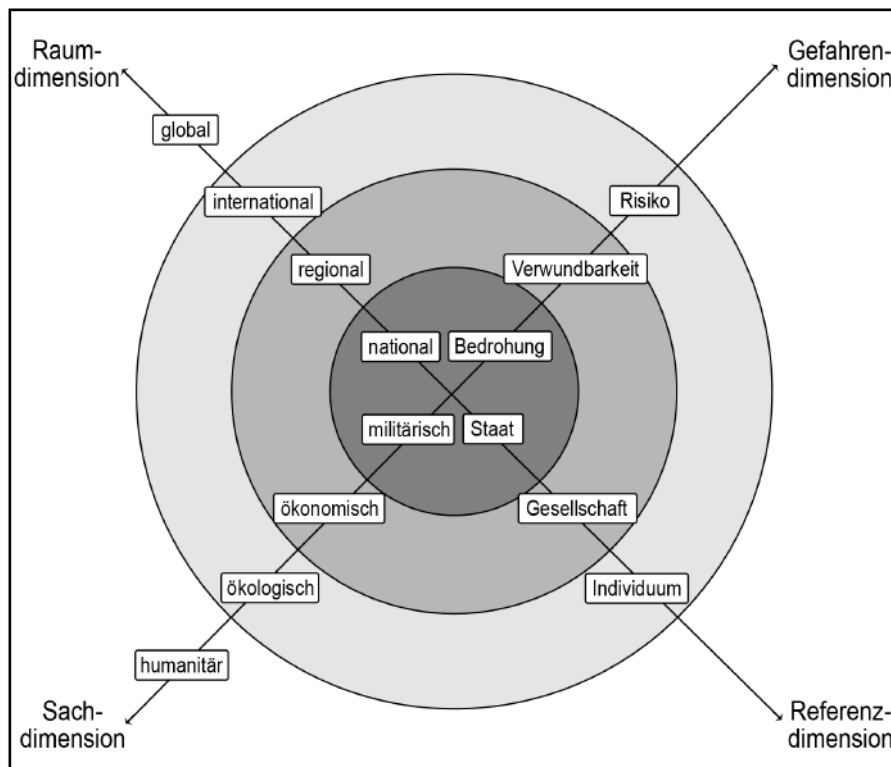 Raum-
dimension
Gefahren-
dimension
global
international
Risiko
regional
Verwundbarkeit
national
Bedrohung
militärisch
Staat
ökonomisch
Gesellschaft
ökologisch
Individuum
humanitär
Sach-
dimension
Referenz-
dimension